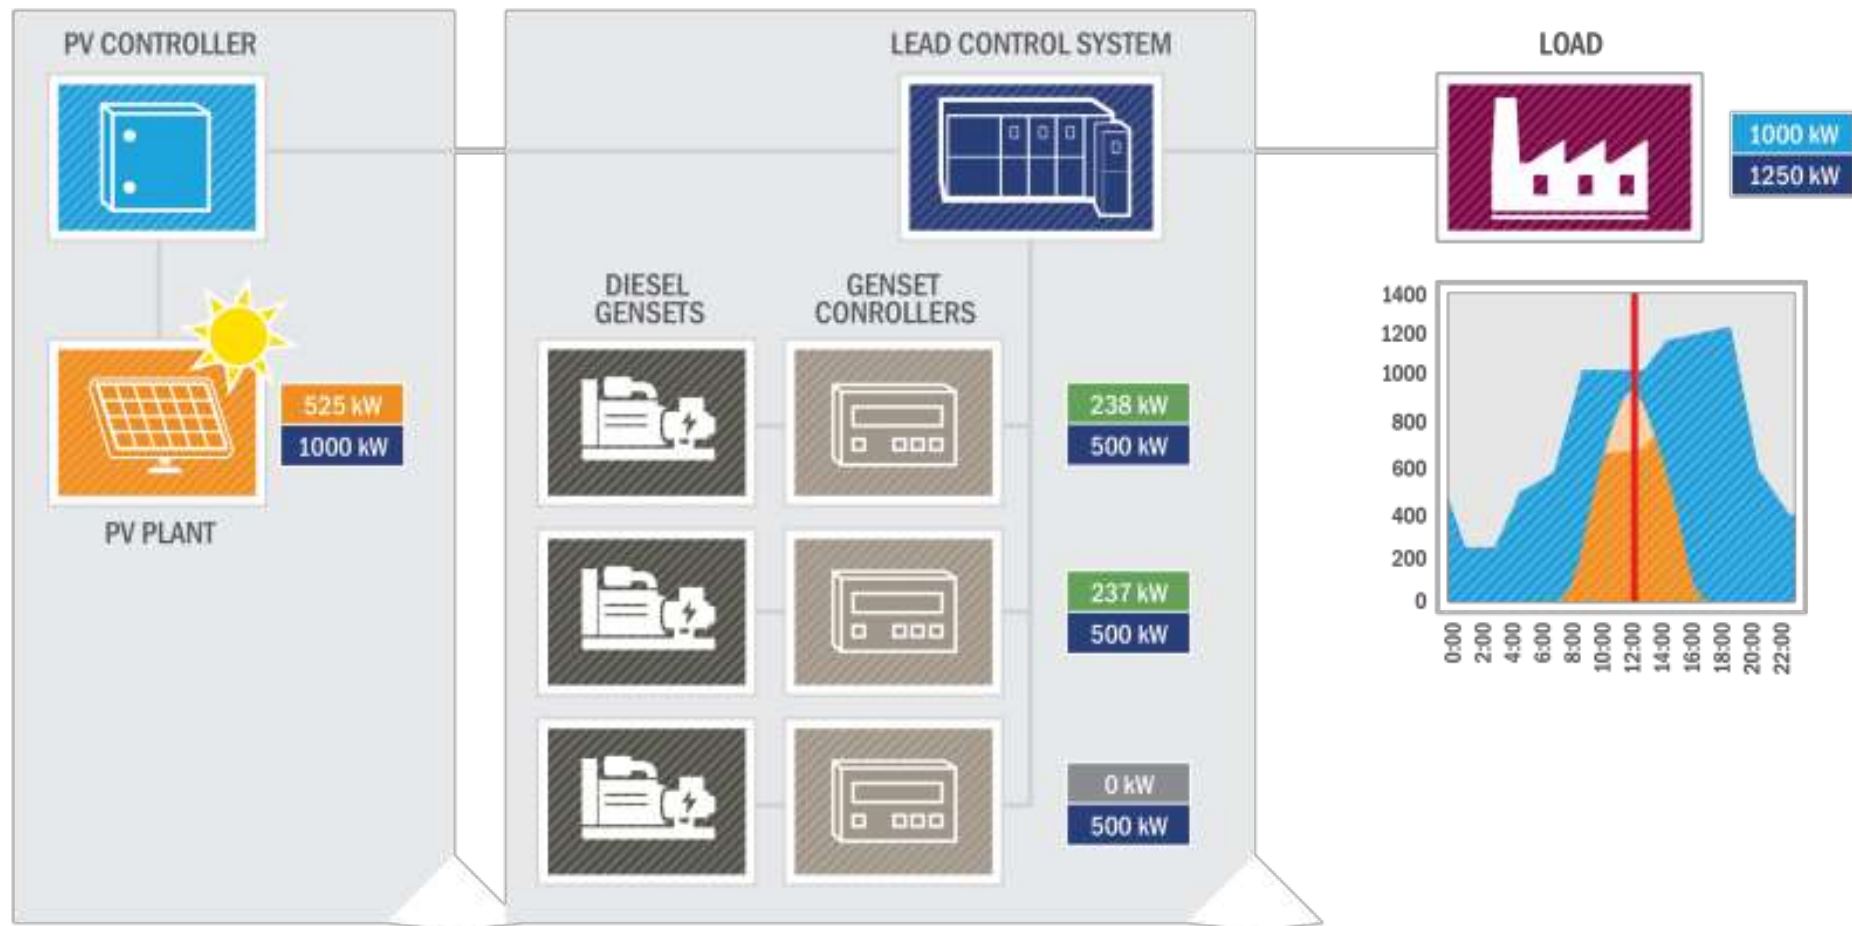 PV CONTROLLER
LEAD CONTROL SYSTEM
LOAD
1000 kW
1250 kW
DIESEL
GENSETS
GENSET
CONROLLERS
525 kW
1000 kW
PV PLANT
238 kW
500 kW
237 kW
500 kW
0 kW
500 kW
1400
1200
1000
800
600
400
200
0
0:00
2:00
4:00
6:00
8:00
10:00
12:00
14:00
16:00
18:00
20:00
22:00